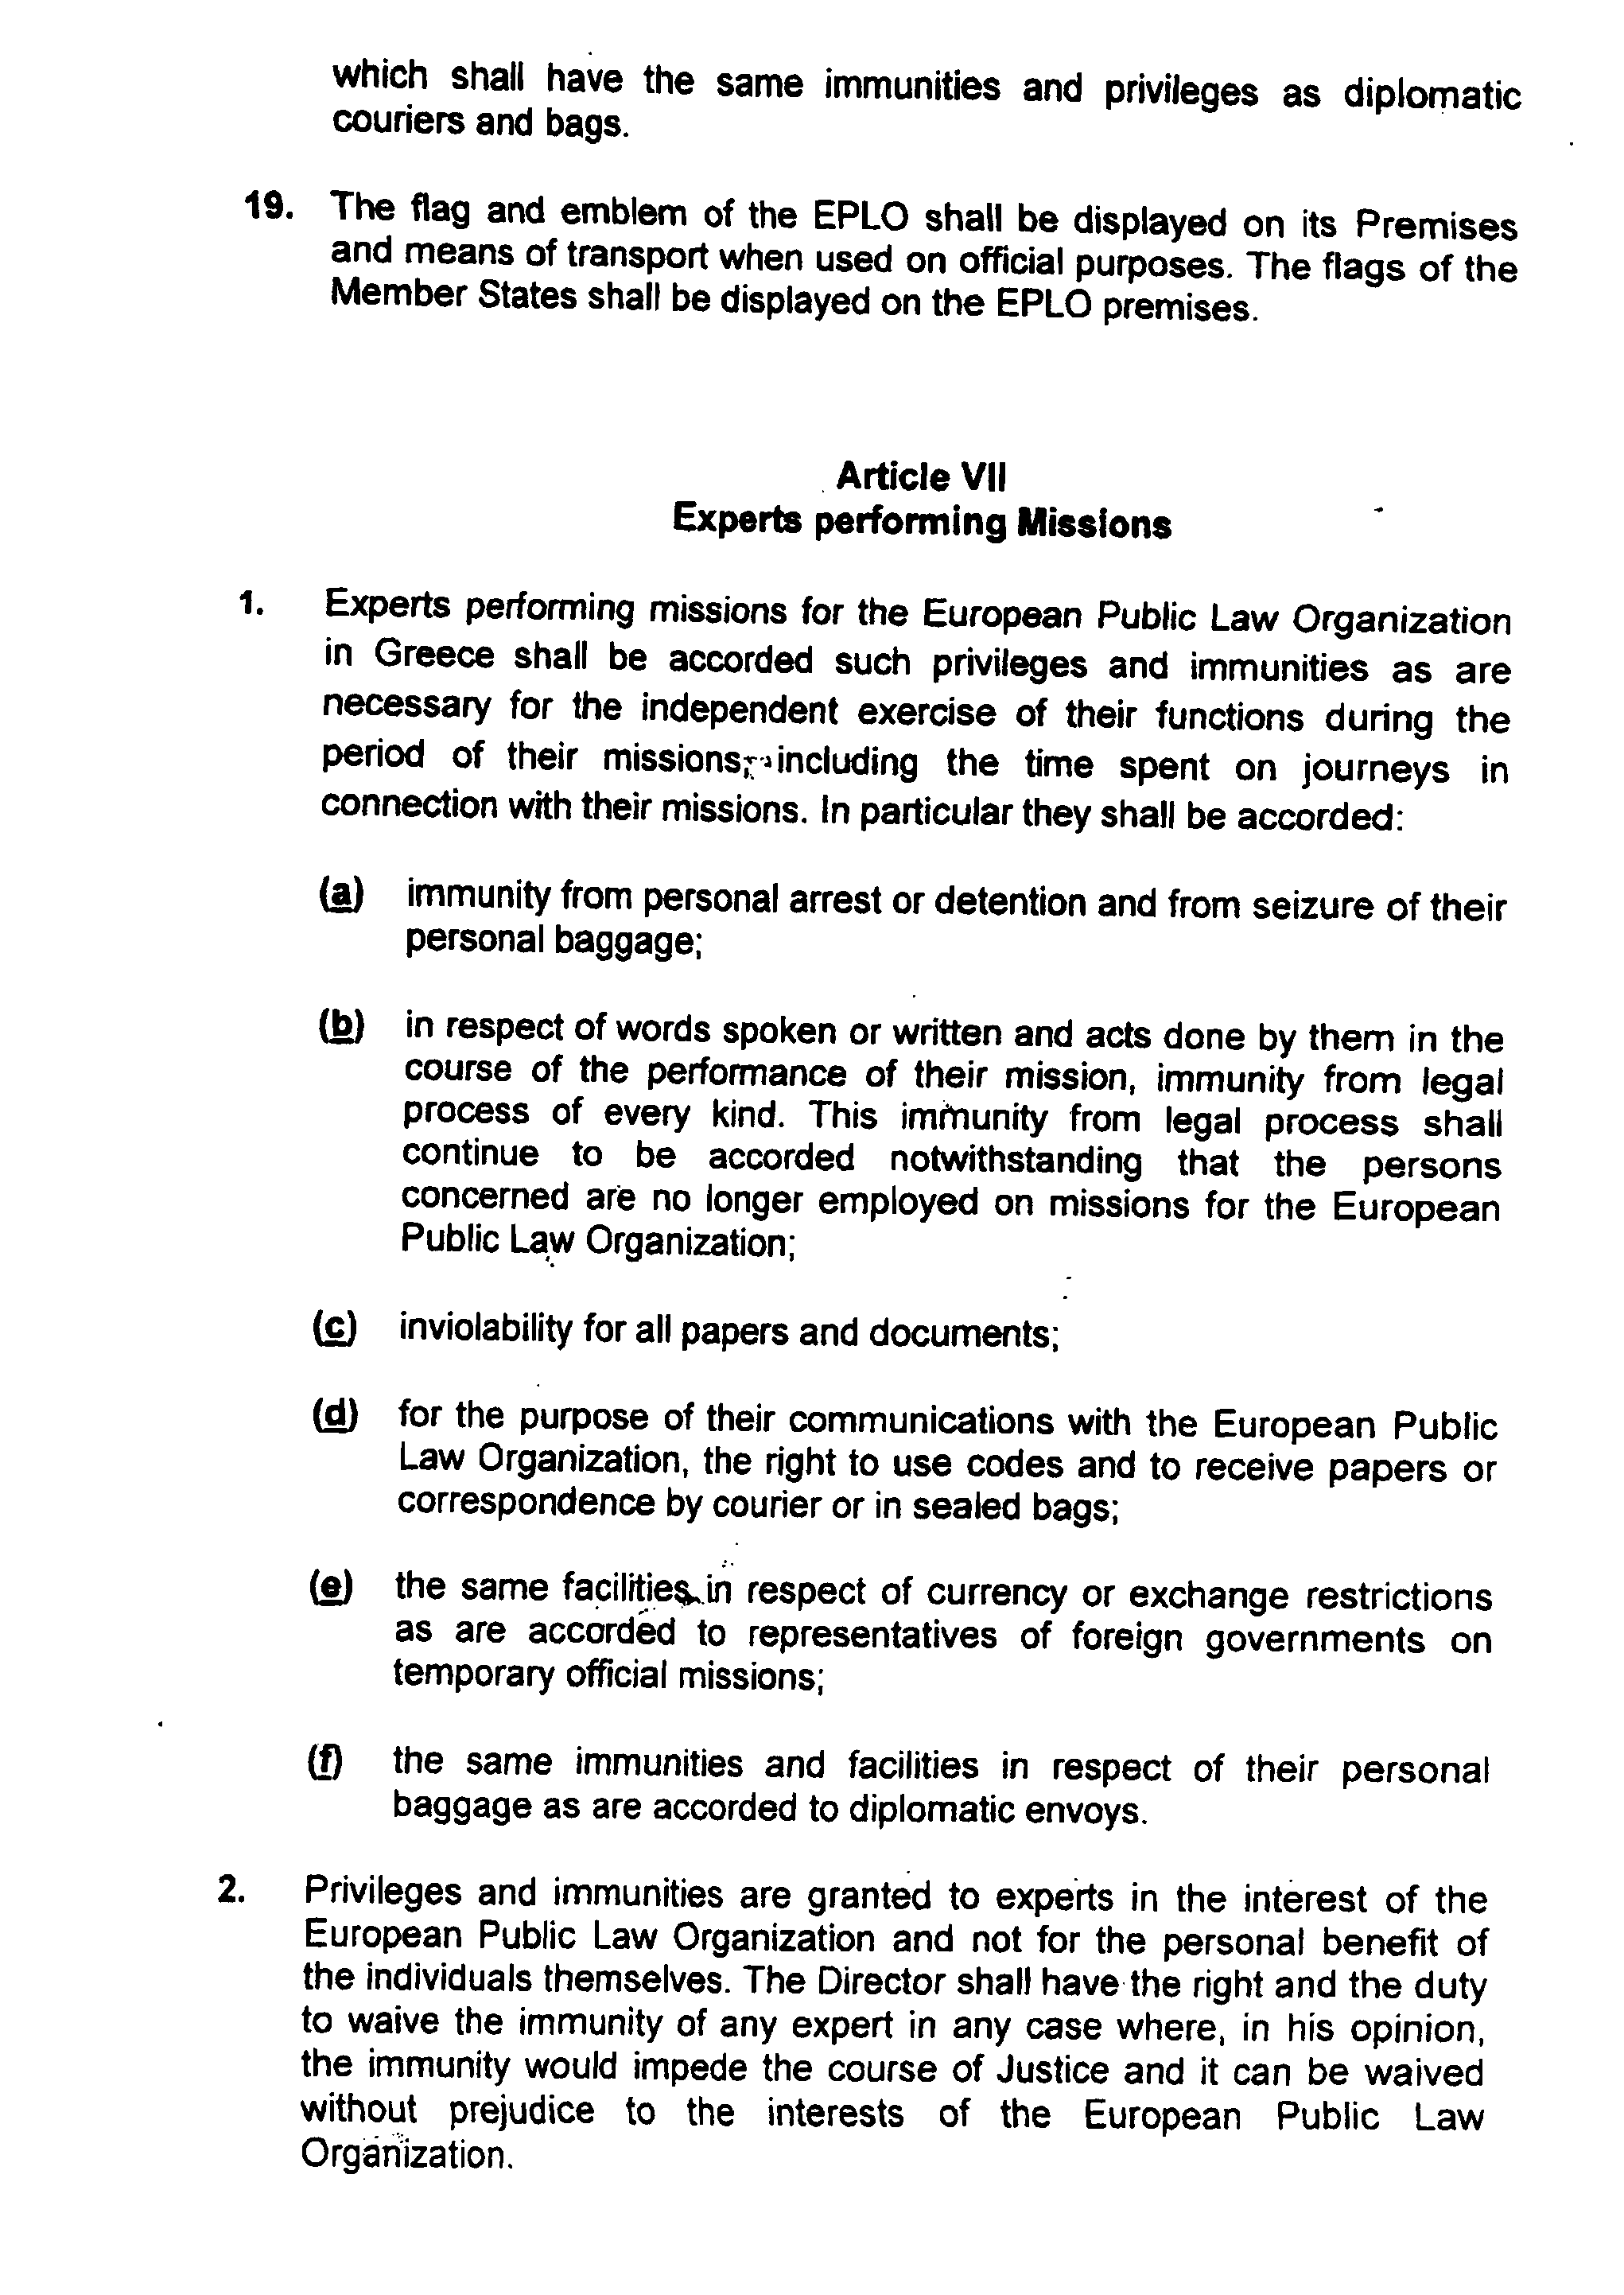 which shall have the same immunities and privileges as diplomatic
couriers and bags.
19. The flag and emblem of the EPLO shall be displayed on its Premises
and means of transport when used on official purposes. The flags of the
Member States shall be displayed on the EPLO premises.
Article VII
Experts performing Missions
1. Experts performing missions for the European Public Law Organization
in Greece shall be accorded such privileges and immunities as are
necessary for the independent exercise of their functions during the
period of their missions, including the time spent on journeys in
connection with their missions. In particular they shall be accorded:
(a) immunity from personal arrest or detention and from seizure of their
personal baggage;
(b) in respect of words spoken or written and acts done by them in the
course of the performance of their mission, immunity from legal
process of every kind. This immunity from legal process shall
continue to be accorded notwithstanding that the persons
concerned are no longer employed on missions for the European
Public Law Organization;
(c) inviolability for all papers and documents;
(d) for the purpose of their communications with the European Public
Law Organization, the right to use codes and to receive papers or
correspondence by courier or in sealed bags;
(e) the same facilities in respect of currency or exchange restrictions
as are accorded to representatives of foreign governments on
temporary official missions;
(f) the same immunities and facilities in respect of their personal
baggage as are accorded to diplomatic envoys.
2. Privileges and immunities are granted to experts in the interest of the
European Public Law Organization and not for the personal benefit of
the individuals themselves. The Director shall have the right and the duty
to waive the immunity of any expert in any case where, in his opinion,
the immunity would impede the course of Justice and it can be waived
without prejudice to the interests of the European Public Law
Organization.